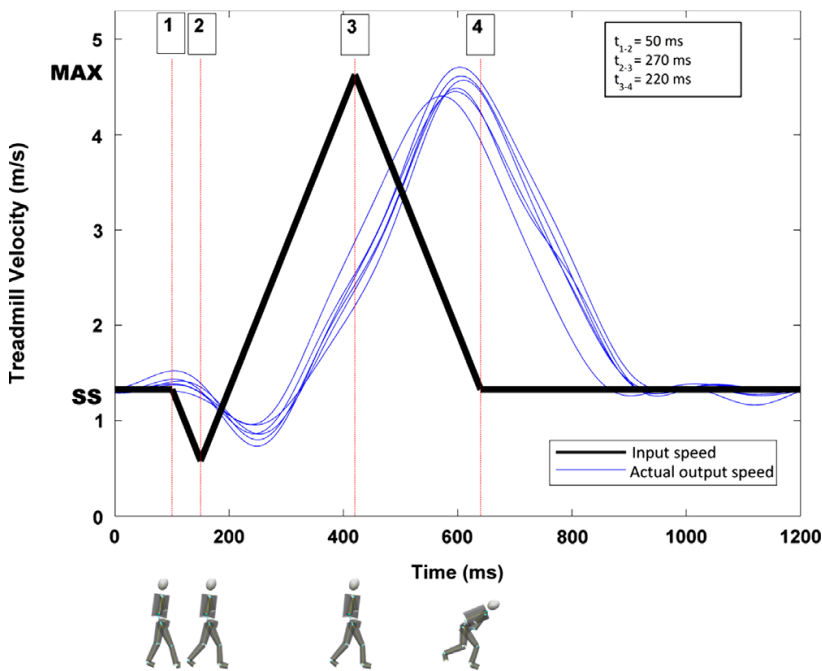 1 2 3 4
t1-2 = 50 ms
t2-3 = 270 ms
t3-4 = 220 ms
5
MAX
4
3
2
SS
1
0
Treadmill Velocity (m/s)
Input speed
Actual output speed
0 200 400 600 800 1000 1200
Time (ms)